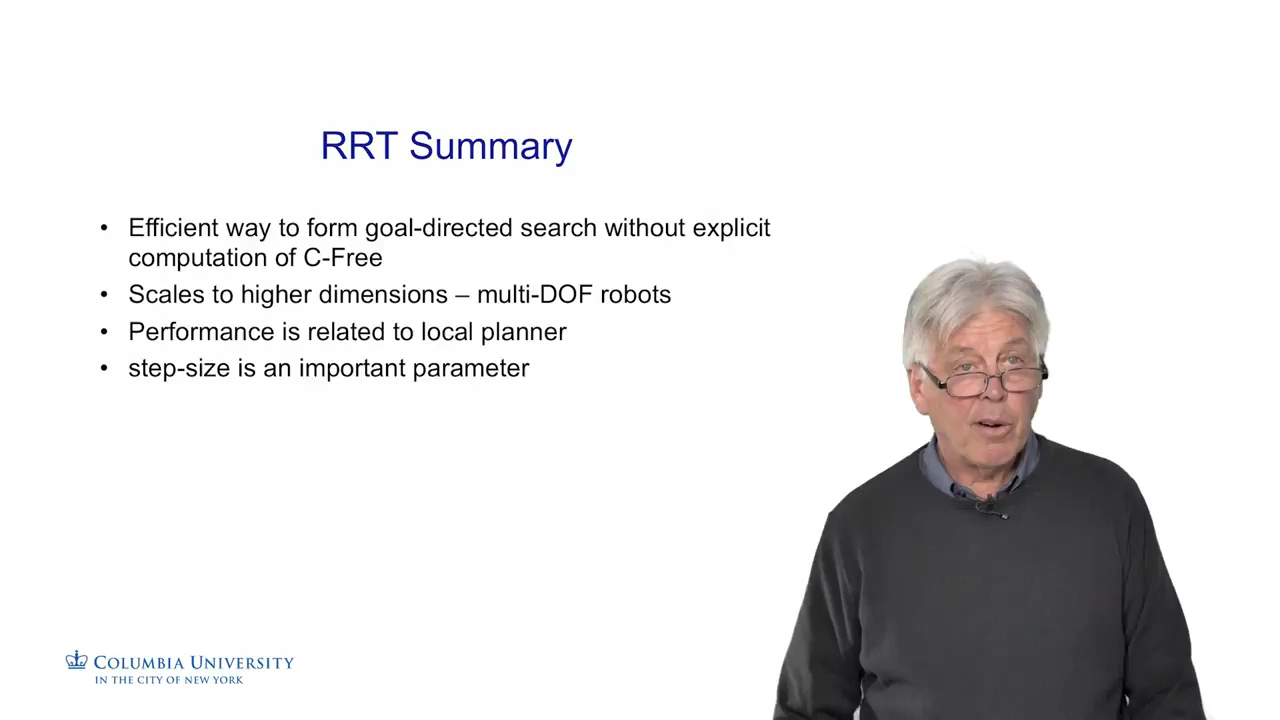 RRT Summary
• Efficient way to form goal-directed search without explicit
computation of C-Free
• Scales to higher dimensions – multi-DOF robots
• Performance is related to local planner
• step-size is an important parameter
COLUMBIA UNIVERSITY
IN THE CITY OF NEW YORK